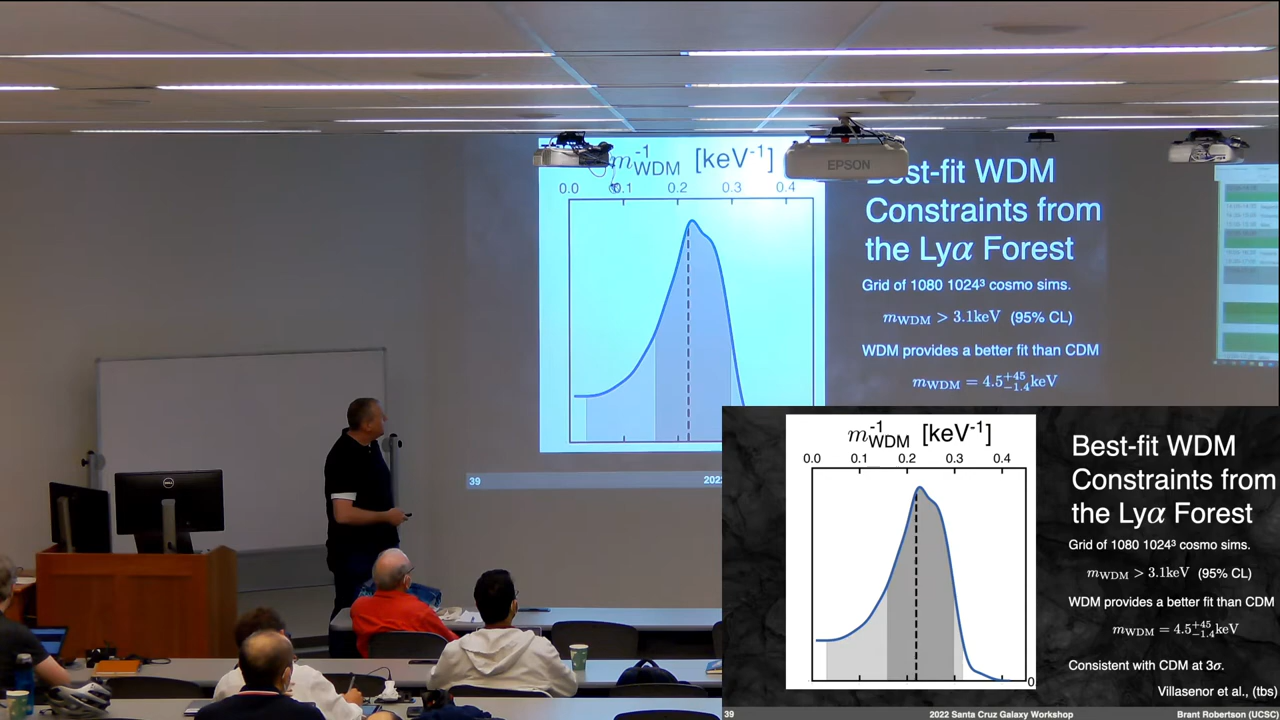 m⁻¹WDM [keV⁻¹]
0.0 0.1 0.2 0.3 0.4
EPSON
Best-fit WDM
Constraints from
the Lyα Forest
Grid of 1080 1024³ cosmo sims.
mWDM > 3.1keV (95% CL)
WDM provides a better fit than CDM
mWDM = 4.5+45−1.4keV
39
202
DELL
m⁻¹WDM [keV⁻¹]
0.0 0.1 0.2 0.3 0.4
0
Best-fit WDM
Constraints from
the Lyα Forest
Grid of 1080 1024³ cosmo sims.
mWDM > 3.1keV (95% CL)
WDM provides a better fit than CDM
mWDM = 4.5+45−1.4keV
Consistent with CDM at 3σ.
Villasenor et al., (tbs)
39 2022 Santa Cruz Galaxy Workshop Brant Robertson (UCSC)